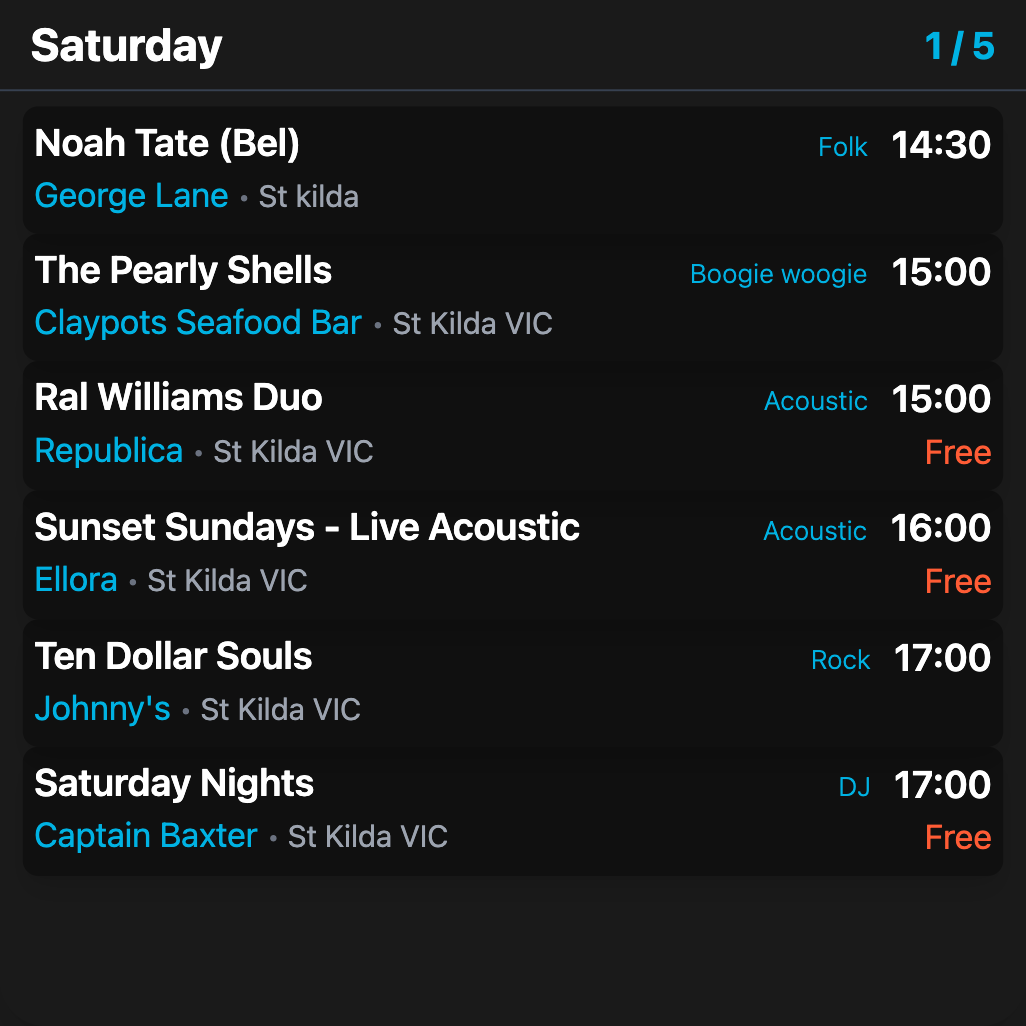 Saturday 1 / 5
Noah Tate (Bel) Folk 14:30
George Lane • St kilda
The Pearly Shells Boogie woogie 15:00
Claypots Seafood Bar • St Kilda VIC
Ral Williams Duo Acoustic 15:00
Republica • St Kilda VIC Free
Sunset Sundays - Live Acoustic Acoustic 16:00
Ellora • St Kilda VIC Free
Ten Dollar Souls Rock 17:00
Johnny's • St Kilda VIC
Saturday Nights DJ 17:00
Captain Baxter • St Kilda VIC Free